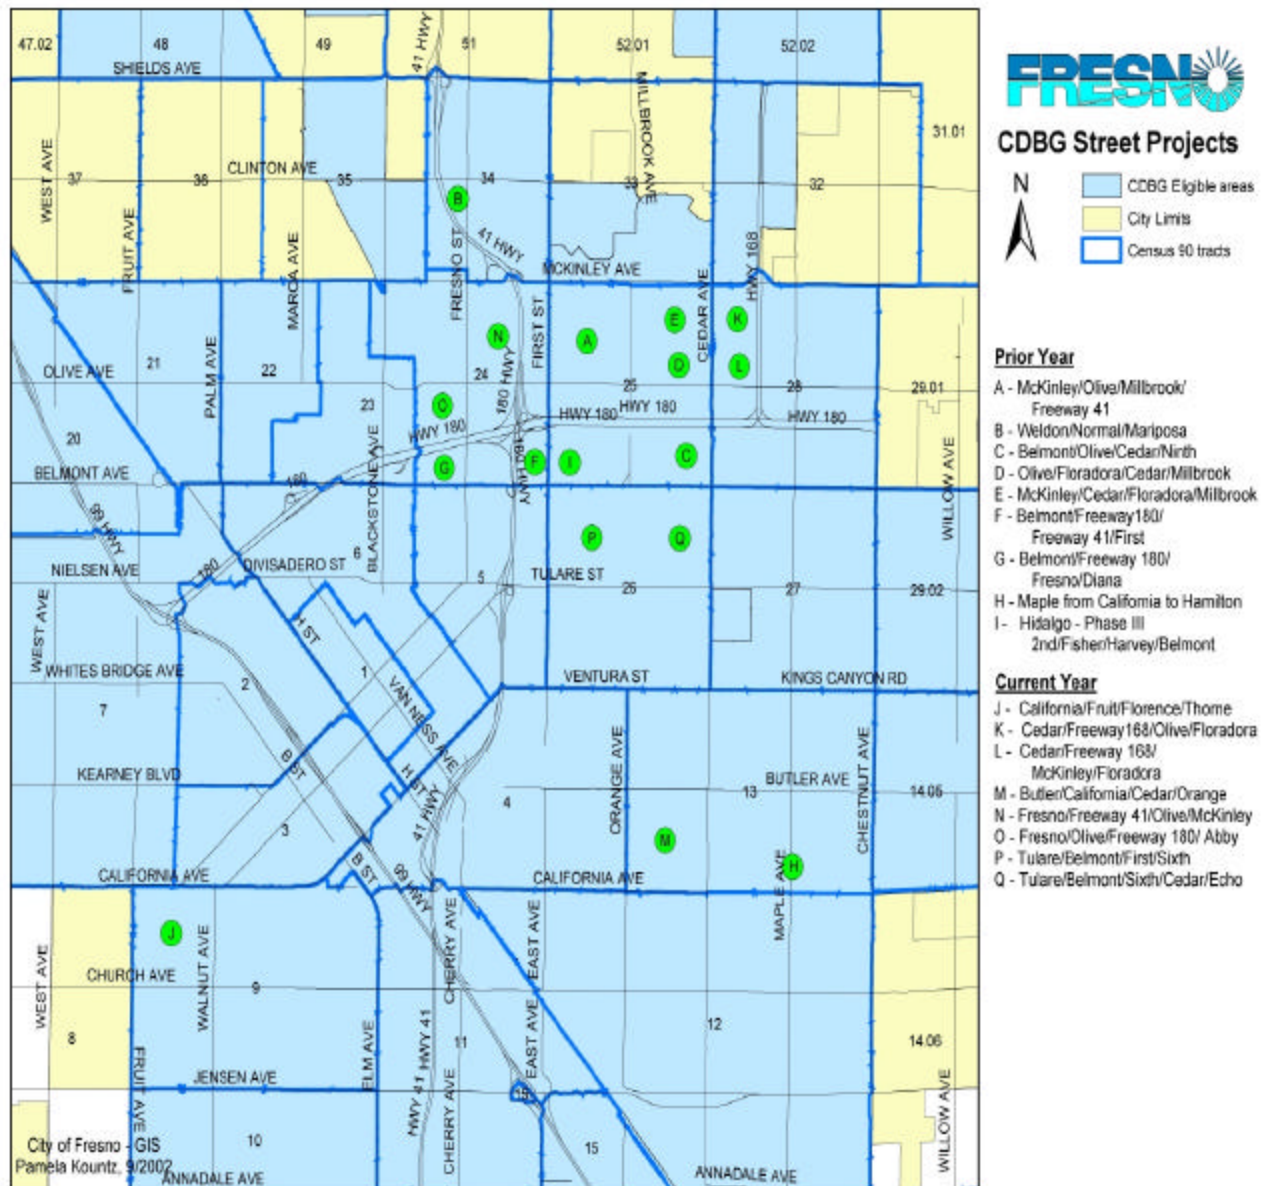 47.02
48
49
41 HWY
51
52.01
52.02
SHIELDS AVE
MILLBROOK AVE
31.01
WEST AVE
37
36
CLINTON AVE
35
34
33
32
FRUIT AVE
MAROA AVE
B
FRESNO ST
41 HWY
MCKINLEY AVE
HWY 168
CEDAR AVE
E
K
N
A
FIRST ST
D
L
PALM AVE
OLIVE AVE
21
22
24
25
28
29.01
180 HWY
23
O
HWY 180
HWY 180
HWY 180
HWY 180
20
BELMONT AVE
180
BLACKSTONE AVE
G
F
I
C
WILLOW AVE
99 HWY
P
Q
6
DIVISADERO ST
180
NIELSEN AVE
5
TULARE ST
26
27
29.02
WEST AVE
H ST
WHITES BRIDGE AVE
2
1
VAN NESS AVE
VENTURA ST
KINGS CANYON RD
7
B ST
H ST
KEARNEY BLVD
41 HWY
4
ORANGE AVE
BUTLER AVE
13
CHESTNUT AVE
14.05
3
M
H
MAPLE AVE
B ST
99 HWY
CALIFORNIA AVE
CALIFORNIA AVE
J
WALNUT AVE
CHERRY AVE
EAST AVE
WEST AVE
CHURCH AVE
9
12
8
EAST AVE
11
14.06
FRUIT AVE
JENSEN AVE
ELM AVE
HWY 41
HWY 41
CHERRY AVE
WILLOW AVE
10
15
City of Fresno - GIS
Pamela Kountz, 9/2002
ANNADALE AVE
ANNADALE AVE
FRESNO
CDBG Street Projects
N
CDBG Eligible areas
City Limits
Census 90 tracts
Prior Year
A - McKinley/Olive/Millbrook/
Freeway 41
B - Weldon/Normal/Mariposa
C - Belmont/Olive/Cedar/Ninth
D - Olive/Floradora/Cedar/Millbrook
E - McKinley/Cedar/Floradora/Millbrook
F - Belmont/Freeway180/
Freeway 41/First
G - Belmont/Freeway 180/
Fresno/Diana
H - Maple from California to Hamilton
I - Hidalgo - Phase III
2nd/Fisher/Harvey/Belmont
Current Year
J - California/Fruit/Florence/Thorne
K - Cedar/Freeway168/Olive/Floradora
L - Cedar/Freeway 168/
McKinley/Floradora
M - Butler/California/Cedar/Orange
N - Fresno/Freeway 41/Olive/McKinley
O - Fresno/Olive/Freeway 180/ Abby
P - Tulare/Belmont/First/Sixth
Q - Tulare/Belmont/Sixth/Cedar/Echo